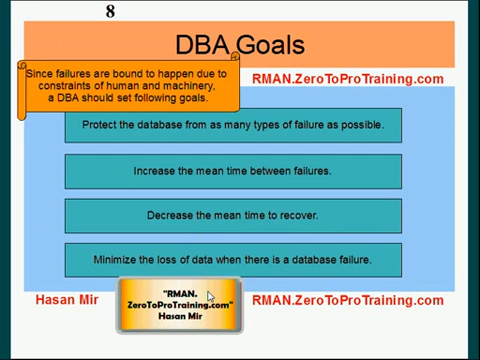 8
DBA Goals
Since failures are bound to happen due to
constraints of human and machinery,
a DBA should set following goals.
RMAN.ZeroToProTraining.com
Protect the database from as many types of failure as possible.
Increase the mean time between failures.
Decrease the mean time to recover.
Minimize the loss of data when there is a database failure.
Hasan Mir
"RMAN.
ZeroToProTraining.com"
Hasan Mir
RMAN.ZeroToProTraining.com